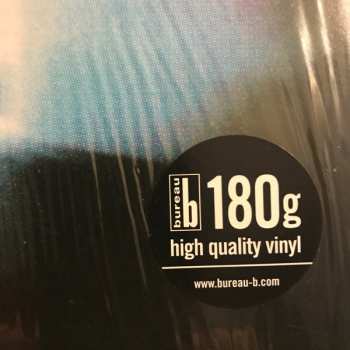 bureau b 180g
high quality vinyl
www.bureau-b.com